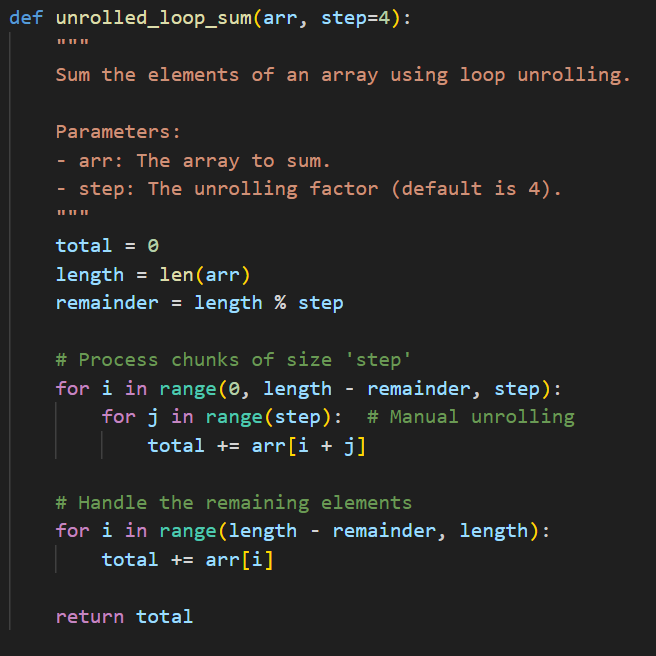 def unrolled_loop_sum(arr, step=4):
    """
    Sum the elements of an array using loop unrolling.

    Parameters:
    - arr: The array to sum.
    - step: The unrolling factor (default is 4).
    """
    total = 0
    length = len(arr)
    remainder = length % step

    # Process chunks of size 'step'
    for i in range(0, length - remainder, step):
        for j in range(step):  # Manual unrolling
            total += arr[i + j]

    # Handle the remaining elements
    for i in range(length - remainder, length):
        total += arr[i]

    return total